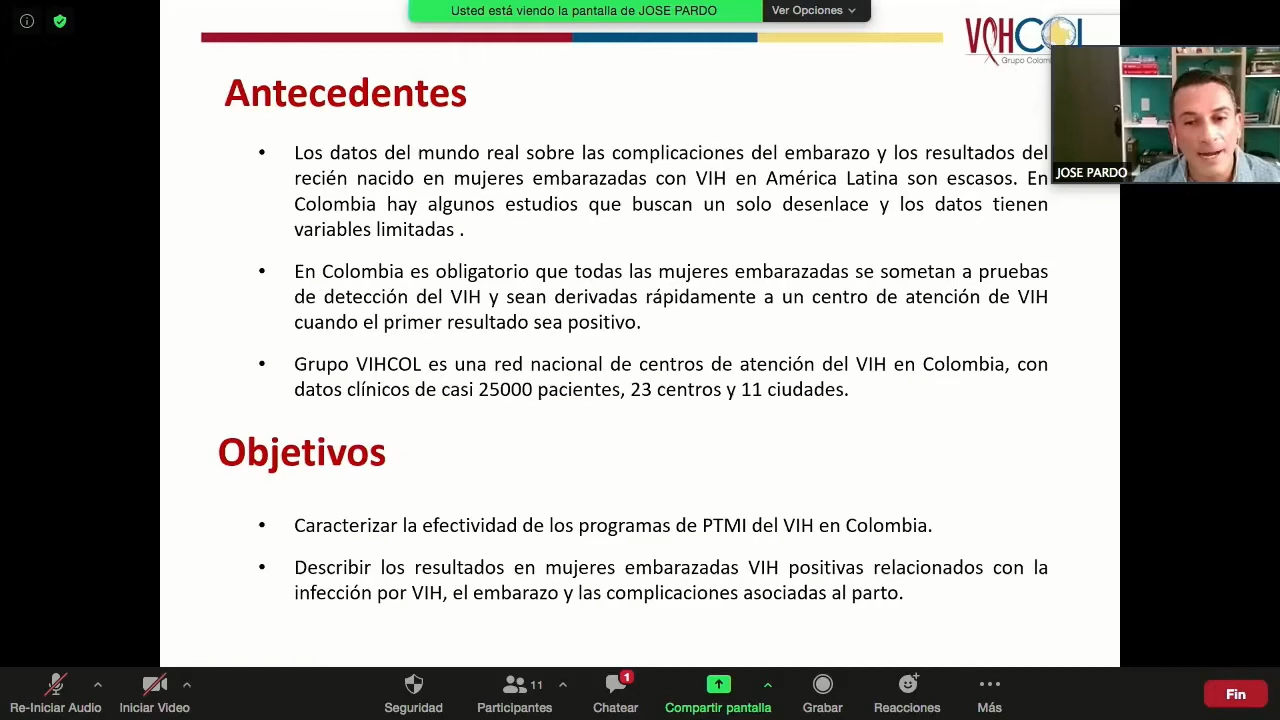 Usted está viendo la pantalla de JOSE PARDO
Ver Opciones
VIHCOL
Grupo
JOSE PARDO
Antecedentes
• Los datos del mundo real sobre las complicaciones del embarazo y los resultados del
recién nacido en mujeres embarazadas con VIH en América Latina son escasos. En
Colombia hay algunos estudios que buscan un solo desenlace y los datos tienen
variables limitadas .
• En Colombia es obligatorio que todas las mujeres embarazadas se sometan a pruebas
de detección del VIH y sean derivadas rápidamente a un centro de atención de VIH
cuando el primer resultado sea positivo.
• Grupo VIHCOL es una red nacional de centros de atención del VIH en Colombia, con
datos clínicos de casi 25000 pacientes, 23 centros y 11 ciudades.
Objetivos
• Caracterizar la efectividad de los programas de PTMI del VIH en Colombia.
• Describir los resultados en mujeres embarazadas VIH positivas relacionados con la
infección por VIH, el embarazo y las complicaciones asociadas al parto.
11
1
Re-Iniciar Audio
Iniciar Video
Seguridad
Participantes
Chatear
Compartir pantalla
Grabar
Reacciones
Más
Fin